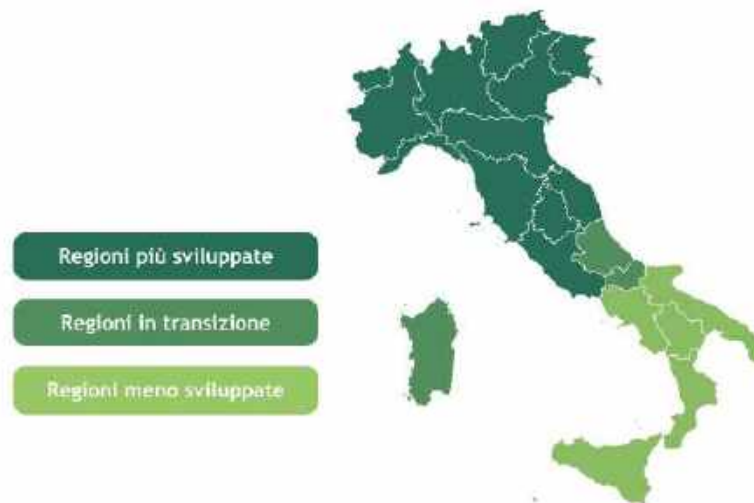 Regioni più sviluppate
Regioni in transizione
Regioni meno sviluppate